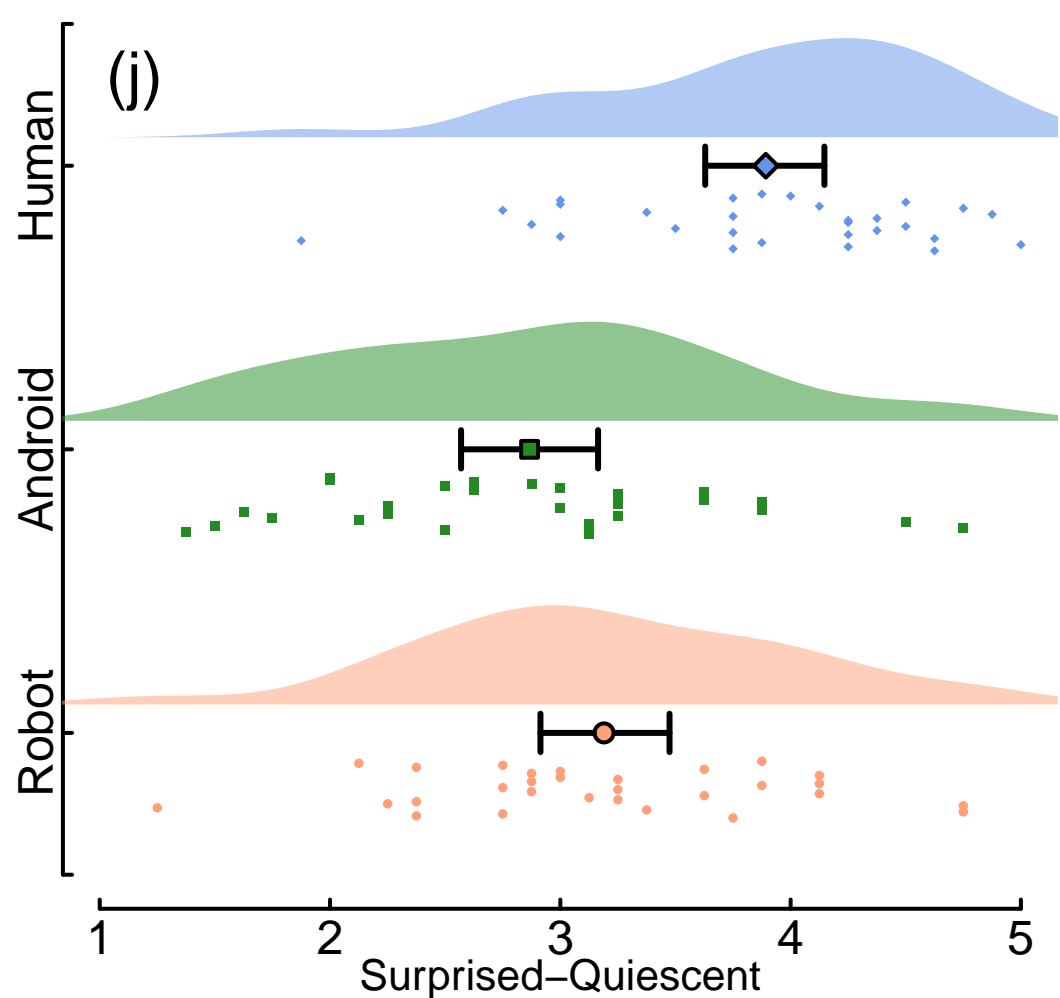 (j)
Human
Android
Robot
1 2 3 4 5
Surprised–Quiescent